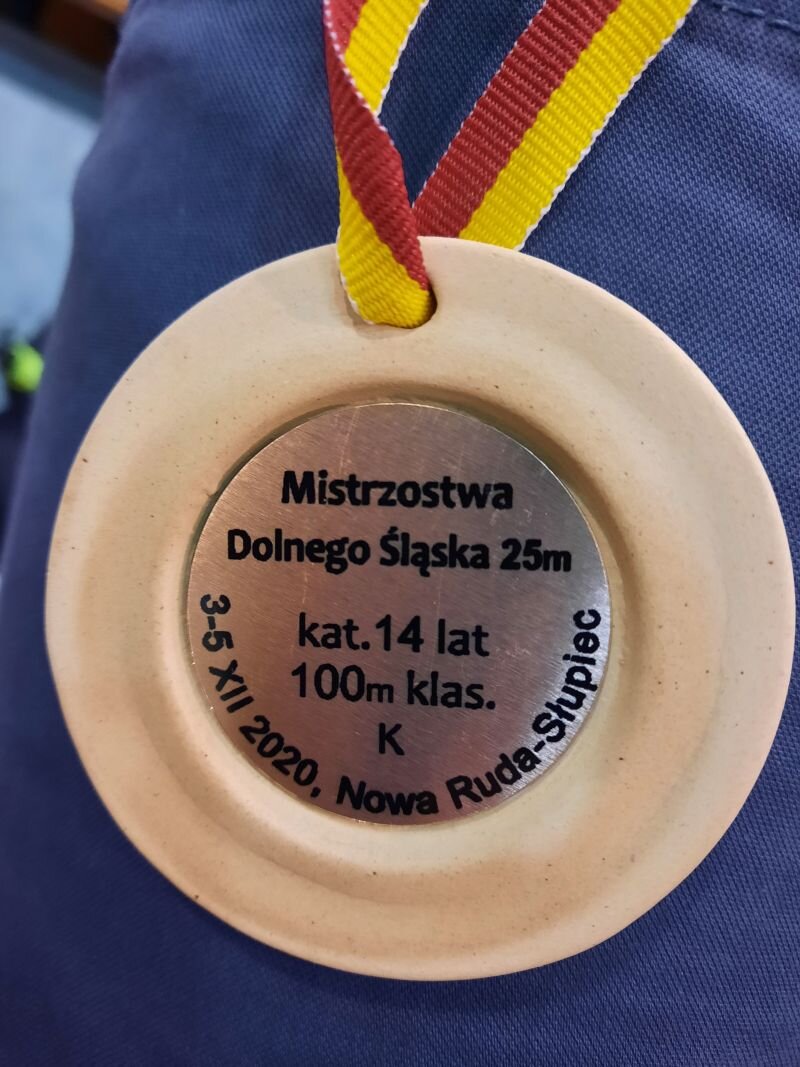 Mistrzostwa
Dolnego Śląska 25m
kat. 14 lat
100m klas.
K
3-5 XII 2020, Nowa Ruda-Słupiec